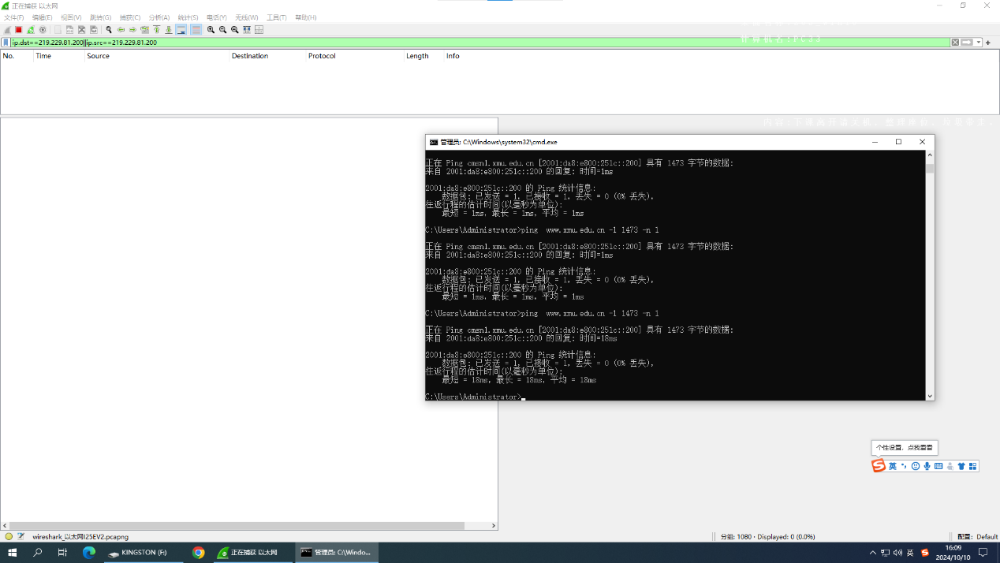 正在捕获 以太网
文件(F) 编辑(E) 视图(V) 跳转(G) 捕获(C) 分析(A) 统计(S) 电话(Y) 无线(W) 工具(T) 帮助(H)
ip.dst==219.229.81.200||ip.src==219.229.81.200
计算机名:PC33
No. Time Source Destination Protocol Length Info
管理员: C:\Windows\system32\cmd.exe
正在 Ping cmsn1.xmu.edu.cn [2001:da8:e800:251c::200] 具有 1473 字节的数据:
来自 2001:da8:e800:251c::200 的回复: 时间=1ms
2001:da8:e800:251c::200 的 Ping 统计信息:
数据包: 已发送 = 1, 已接收 = 1, 丢失 = 0 (0% 丢失),
往返行程的估计时间(以毫秒为单位):
最短 = 1ms, 最长 = 1ms, 平均 = 1ms
C:\Users\Administrator>ping  www.xmu.edu.cn -l 1473 -n 1
正在 Ping cmsn1.xmu.edu.cn [2001:da8:e800:251c::200] 具有 1473 字节的数据:
来自 2001:da8:e800:251c::200 的回复: 时间=1ms
2001:da8:e800:251c::200 的 Ping 统计信息:
数据包: 已发送 = 1, 已接收 = 1, 丢失 = 0 (0% 丢失),
往返行程的估计时间(以毫秒为单位):
最短 = 1ms, 最长 = 1ms, 平均 = 1ms
C:\Users\Administrator>ping  www.xmu.edu.cn -l 1473 -n 1
正在 Ping cmsn1.xmu.edu.cn [2001:da8:e800:251c::200] 具有 1473 字节的数据:
来自 2001:da8:e800:251c::200 的回复: 时间=18ms
2001:da8:e800:251c::200 的 Ping 统计信息:
数据包: 已发送 = 1, 已接收 = 1, 丢失 = 0 (0% 丢失),
往返行程的估计时间(以毫秒为单位):
最短 = 18ms, 最长 = 18ms, 平均 = 18ms
C:\Users\Administrator>
个性设置，点我看看
英
wireshark_以太网I25EV2.pcapng
分组: 1080 · Displayed: 0 (0.0%)
配置: Default
KINGSTON (F:)
正在捕获 以太网
管理员: C:\Windo...
英
16:09
2024/10/10